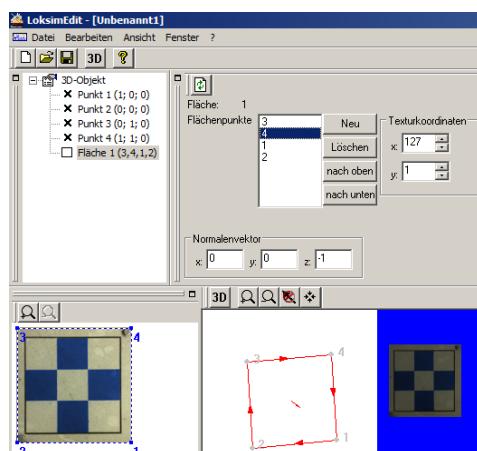 LoksimEdit - [Unbenannt1]
Datei Bearbeiten Ansicht Fenster ?
3D
3D-Objekt
Punkt 1 (1; 0; 0)
Punkt 2 (0; 0; 0)
Punkt 3 (0; 1; 0)
Punkt 4 (1; 1; 0)
Fläche 1 (3,4,1,2)
Fläche: 1
Flächenpunkte
3
4
1
2
Neu
Löschen
nach oben
nach unten
Texturkoordinaten
x: 127
y: 1
Normalenvektor
x: 0 y: 0 z: -1
3D
3 4
2 1
3 4
2 1